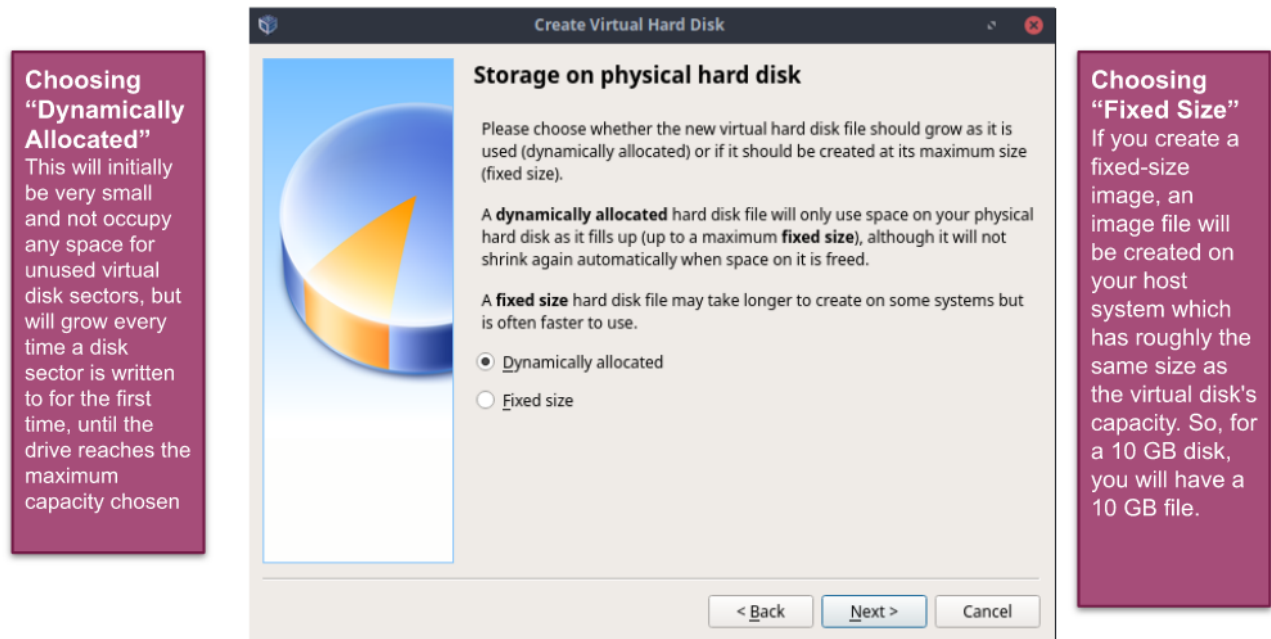 Choosing
“Dynamically
Allocated”
This will initially
be very small
and not occupy
any space for
unused virtual
disk sectors, but
will grow every
time a disk
sector is written
to for the first
time, until the
drive reaches the
maximum
capacity chosen
Create Virtual Hard Disk
Storage on physical hard disk
Please choose whether the new virtual hard disk file should grow as it is
used (dynamically allocated) or if it should be created at its maximum size
(fixed size).
A dynamically allocated hard disk file will only use space on your physical
hard disk as it fills up (up to a maximum fixed size), although it will not
shrink again automatically when space on it is freed.
A fixed size hard disk file may take longer to create on some systems but
is often faster to use.
Dynamically allocated
Fixed size
< Back
Next >
Cancel
Choosing
“Fixed Size”
If you create a
fixed-size
image, an
image file will
be created on
your host
system which
has roughly the
same size as
the virtual disk's
capacity. So, for
a 10 GB disk,
you will have a
10 GB file.